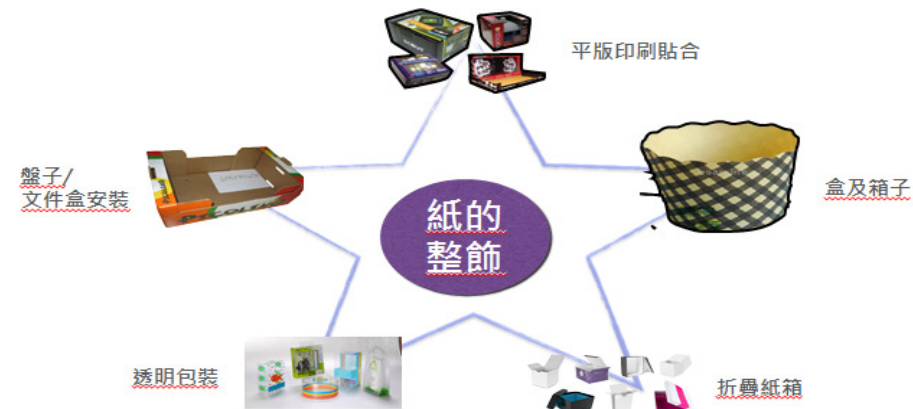 平版印刷貼合
盤子/
文件盒安裝
紙的
整飾
盒及箱子
透明包裝
折疊紙箱